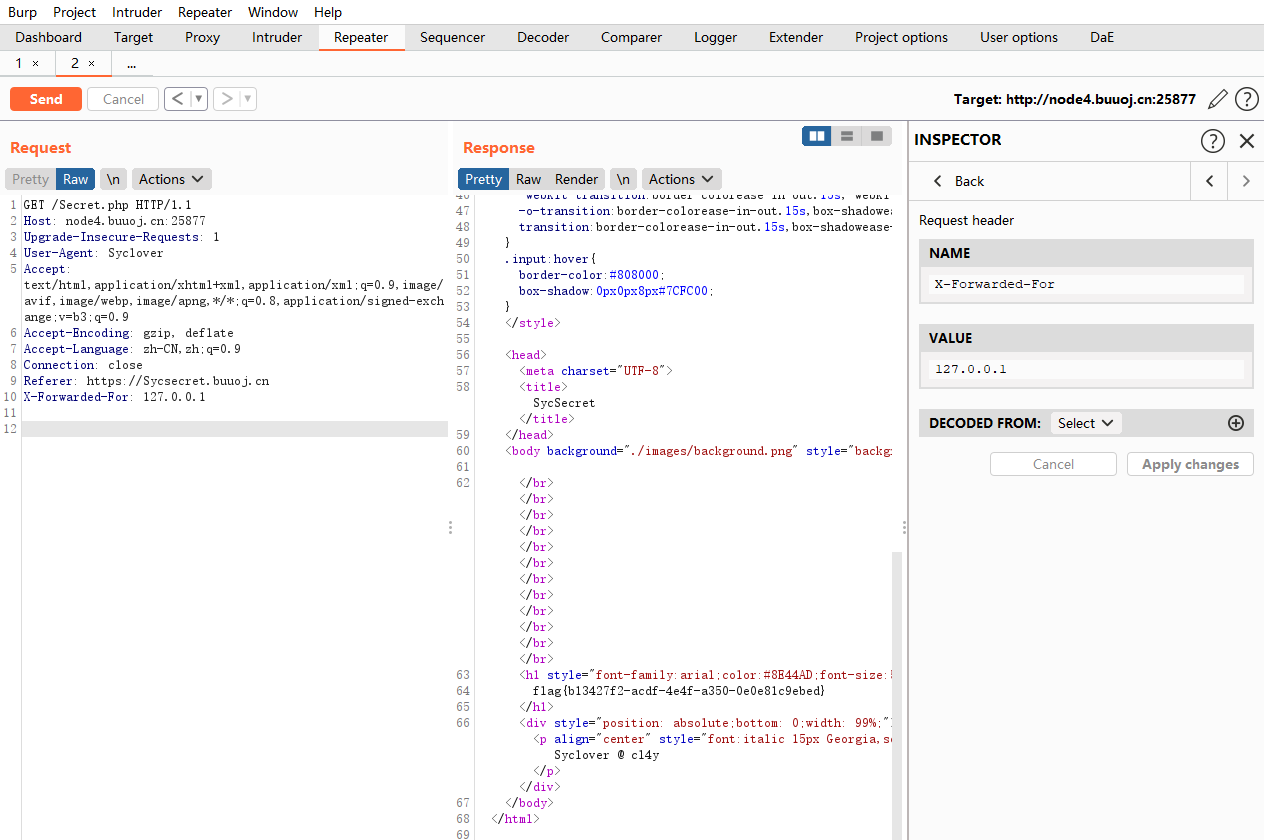 Burp Project Intruder Repeater Window Help
Dashboard Target Proxy Intruder Repeater Sequencer Decoder Comparer Logger Extender Project options User options DaE
1 × 2 × ...
Send Cancel < >
Target: http://node4.buuoj.cn:25877
Request
Pretty Raw \n Actions
1 GET /Secret.php HTTP/1.1
2 Host: node4.buuoj.cn:25877
3 Upgrade-Insecure-Requests: 1
4 User-Agent: Syclover
5 Accept:
text/html,application/xhtml+xml,application/xml;q=0.9,image/
avif,image/webp,image/apng,*/*;q=0.8,application/signed-exch
ange;v=b3;q=0.9
6 Accept-Encoding: gzip, deflate
7 Accept-Language: zh-CN,zh;q=0.9
8 Connection: close
9 Referer: https://Sycsecret.buuoj.cn
10 X-Forwarded-For: 127.0.0.1
11
12
Response
Pretty Raw Render \n Actions
47 -o-transition:border-colorease-in-out.15s,box-shadowea
48 transition:border-colorease-in-out.15s,box-shadowease-
49 }
50 .input:hover{
51 border-color:#808000;
52 box-shadow:0px0px8px#7CFC00;
53 }
54 </style>
55
56 <head>
57 <meta charset="UTF-8">
58 <title>
SycSecret
</title>
59 </head>
60 <body background="./images/background.png" style="backg
61
62 </br>
</br>
</br>
</br>
</br>
</br>
</br>
</br>
</br>
</br>
</br>
</br>
63 <h1 style="font-family:arial;color:#8E44AD;font-size:
64 flag{b13427f2-acdf-4e4f-a350-0e0e81c9ebed}
65 </h1>
66 <div style="position: absolute;bottom: 0;width: 99%;"
<p align="center" style="font:italic 15px Georgia,se
Syclover @ cl4y
</p>
</div>
67 </body>
68 </html>
69
INSPECTOR
Back
Request header
NAME
X-Forwarded-For
VALUE
127.0.0.1
DECODED FROM: Select
Cancel Apply changes